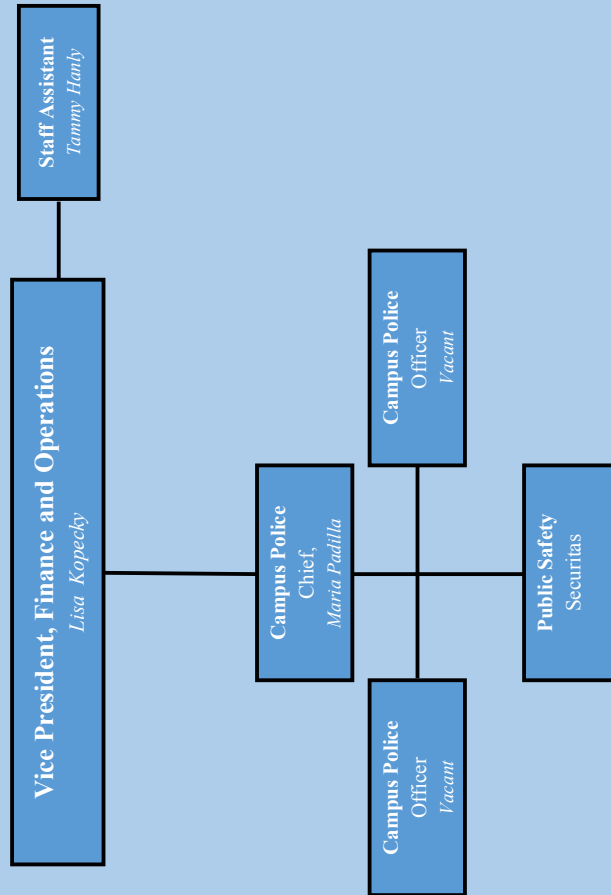 Vice President, Finance and Operations
Lisa Kopecky
Staff Assistant
Tammy Hanly
Campus Police
Chief,
Maria Padilla
Campus Police
Officer
Vacant
Campus Police
Officer
Vacant
Public Safety
Securitas